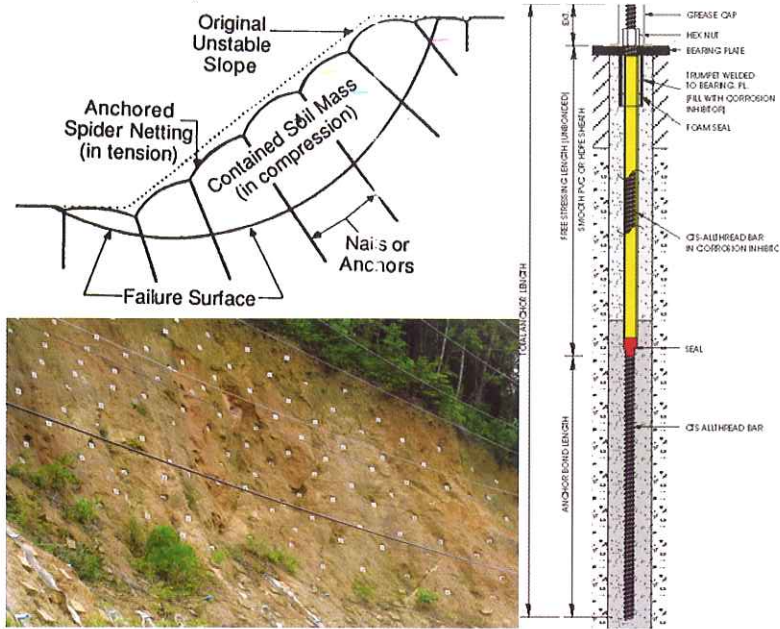 Original
Unstable
Slope
Anchored
Spider Netting
(in tension)
Contained Soil Mass
(in compression)
Nails or
Anchors
Failure Surface
TOTAL ANCHOR LENGTH
EXT.
FREE STRESSING LENGTH (UNBONDED)
SMOOTH PVC OR HDPE SHEATH
ANCHOR BOND LENGTH
GREASE CAP
HEX NUT
BEARING PLATE
TRUMPET WELDED
TO BEARING PL.
(FILL WITH CORROSION
INHIBITOR)
FOAM SEAL
CTS-ALLTHREAD BAR
IN CORROSION INHIBITO
SEAL
CTS ALLTHREAD BAR